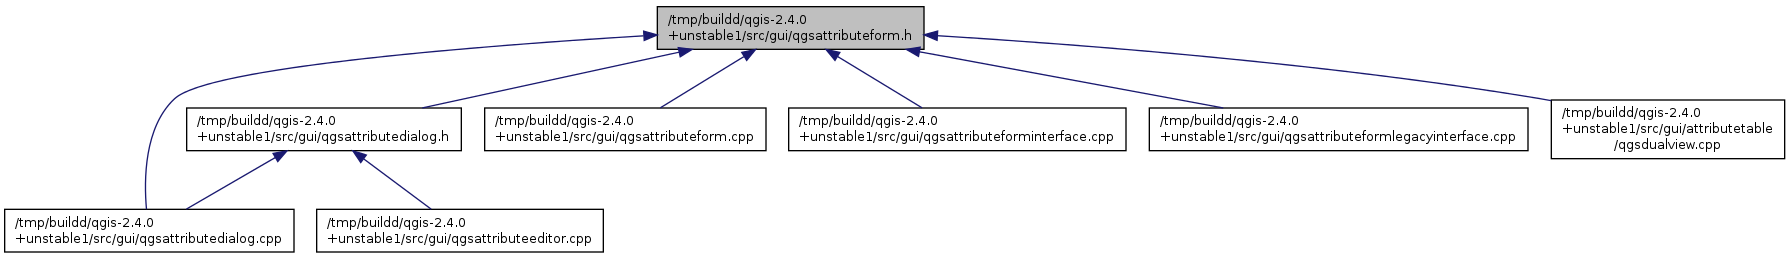 /tmp/buildd/qgis-2.4.0
+unstable1/src/gui/qgsattributeform.h
/tmp/buildd/qgis-2.4.0
+unstable1/src/gui/qgsattributedialog.h
/tmp/buildd/qgis-2.4.0
+unstable1/src/gui/qgsattributeform.cpp
/tmp/buildd/qgis-2.4.0
+unstable1/src/gui/qgsattributeforminterface.cpp
/tmp/buildd/qgis-2.4.0
+unstable1/src/gui/qgsattributeformlegacyinterface.cpp
/tmp/buildd/qgis-2.4.0
+unstable1/src/gui/attributetable
/qgsdualview.cpp
/tmp/buildd/qgis-2.4.0
+unstable1/src/gui/qgsattributedialog.cpp
/tmp/buildd/qgis-2.4.0
+unstable1/src/gui/qgsattributeeditor.cpp